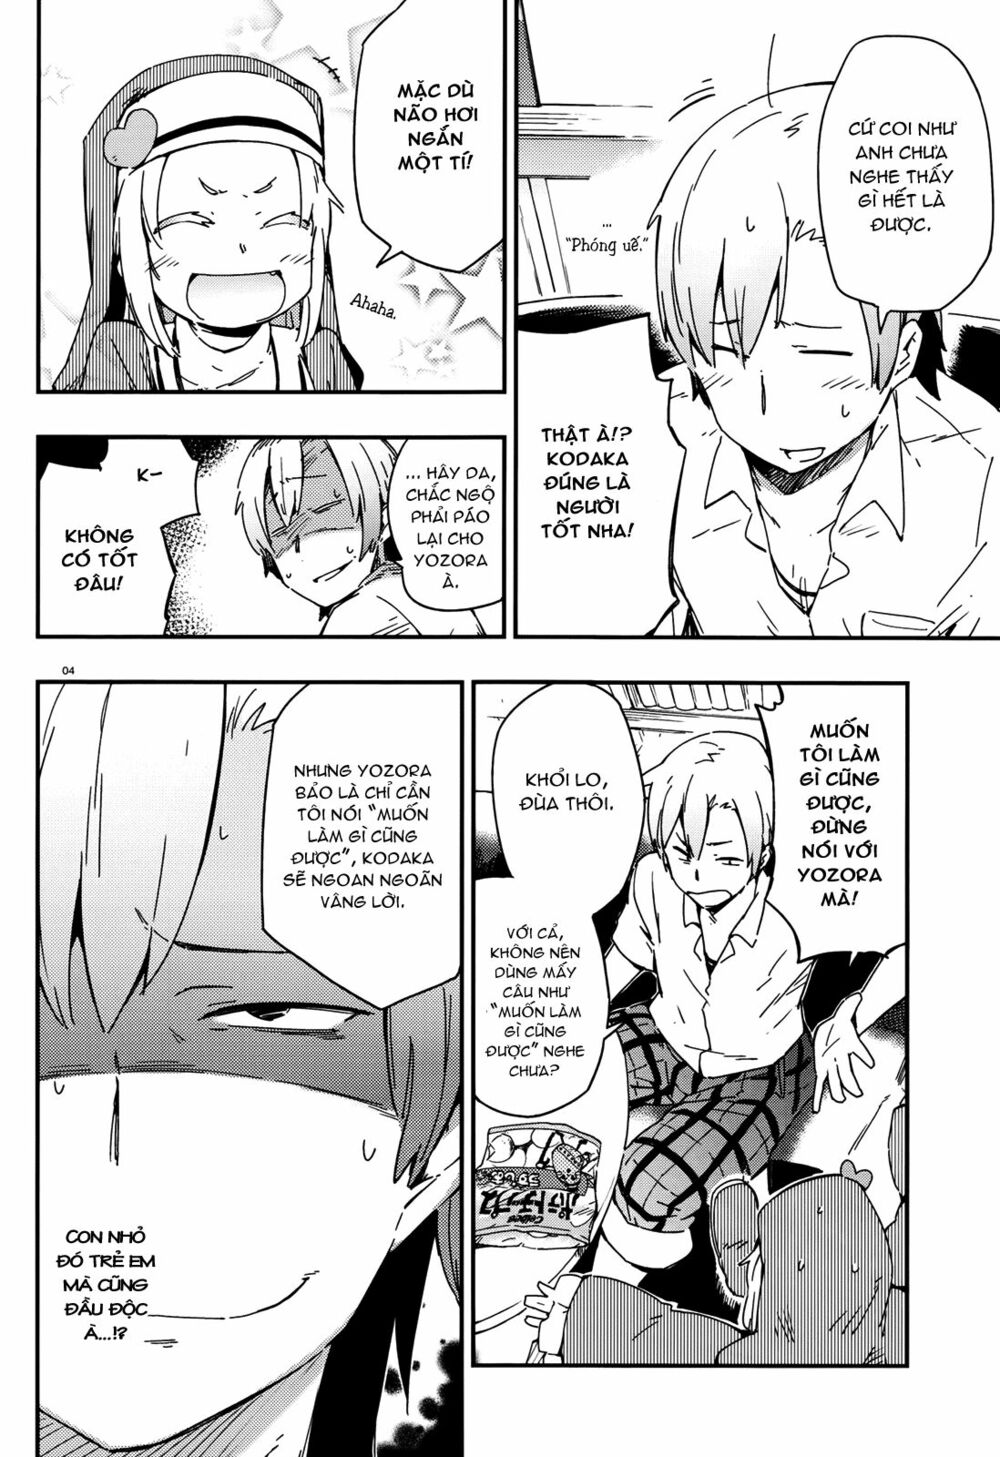 CỨ COI NHƯ
ANH CHƯA
NGHE THẤY
GÌ HẾT LÀ
ĐƯỢC.
...
“Phóng uế.”
THẬT À!?
KODAKA
ĐÚNG LÀ
NGƯỜI
TỐT NHA!
MẶC DÙ
NÃO HƠI
NGẮN
MỘT TÍ!
Ahaha.
... HÂY DA,
CHẮC NGỘ
PHẢI PÁO
LẠI CHO
YOZORA
À.
K-
KHÔNG
CÓ TỐT
ĐÂU!
04
MUỐN
TÔI LÀM
GÌ CŨNG
ĐƯỢC,
ĐỪNG
NÓI VỚI
YOZORA
MÀ!
KHỎI LO,
ĐÙA THÔI.
VỚI CẢ,
KHÔNG NÊN
DÙNG MẤY
CÂU NHƯ
“MUỐN LÀM
GÌ CŨNG
ĐƯỢC” NGHE
CHƯA?
NHƯNG YOZORA
BẢO LÀ CHỈ CẦN
TÔI NÓI “MUỐN
LÀM GÌ CŨNG
ĐƯỢC”, KODAKA
SẼ NGOAN NGOÃN
VÂNG LỜI.
CON NHỎ
ĐÓ TRẺ EM
MÀ CŨNG
ĐẦU ĐỘC
À...!?